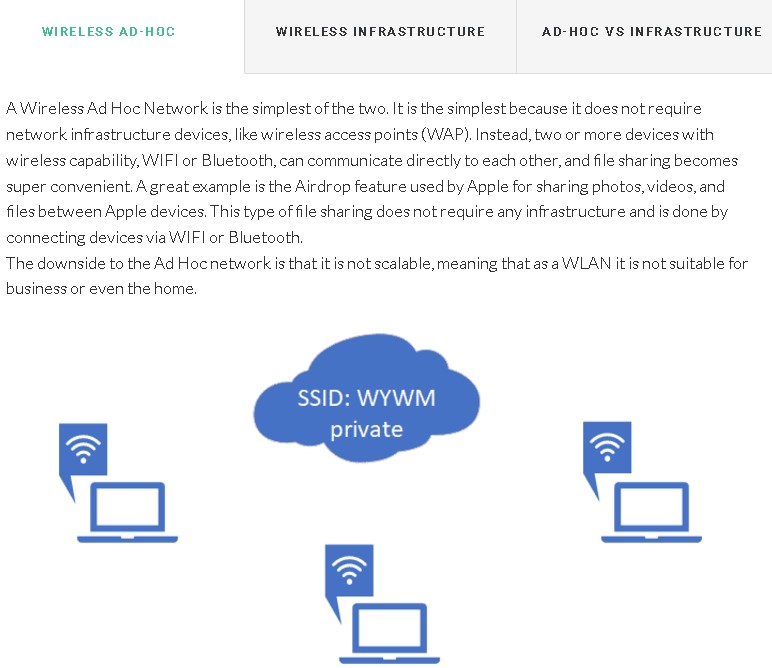 WIRELESS AD-HOC
WIRELESS INFRASTRUCTURE
AD-HOC VS INFRASTRUCTURE
A Wireless Ad Hoc Network is the simplest of the two. It is the simplest because it does not require
network infrastructure devices, like wireless access points (WAP). Instead, two or more devices with
wireless capability, WIFI or Bluetooth, can communicate directly to each other, and file sharing becomes
super convenient. A great example is the Airdrop feature used by Apple for sharing photos, videos, and
files between Apple devices. This type of file sharing does not require any infrastructure and is done by
connecting devices via WIFI or Bluetooth.
The downside to the Ad Hoc network is that it is not scalable, meaning that as a WLAN it is not suitable for
business or even the home.
SSID: WYWM
private